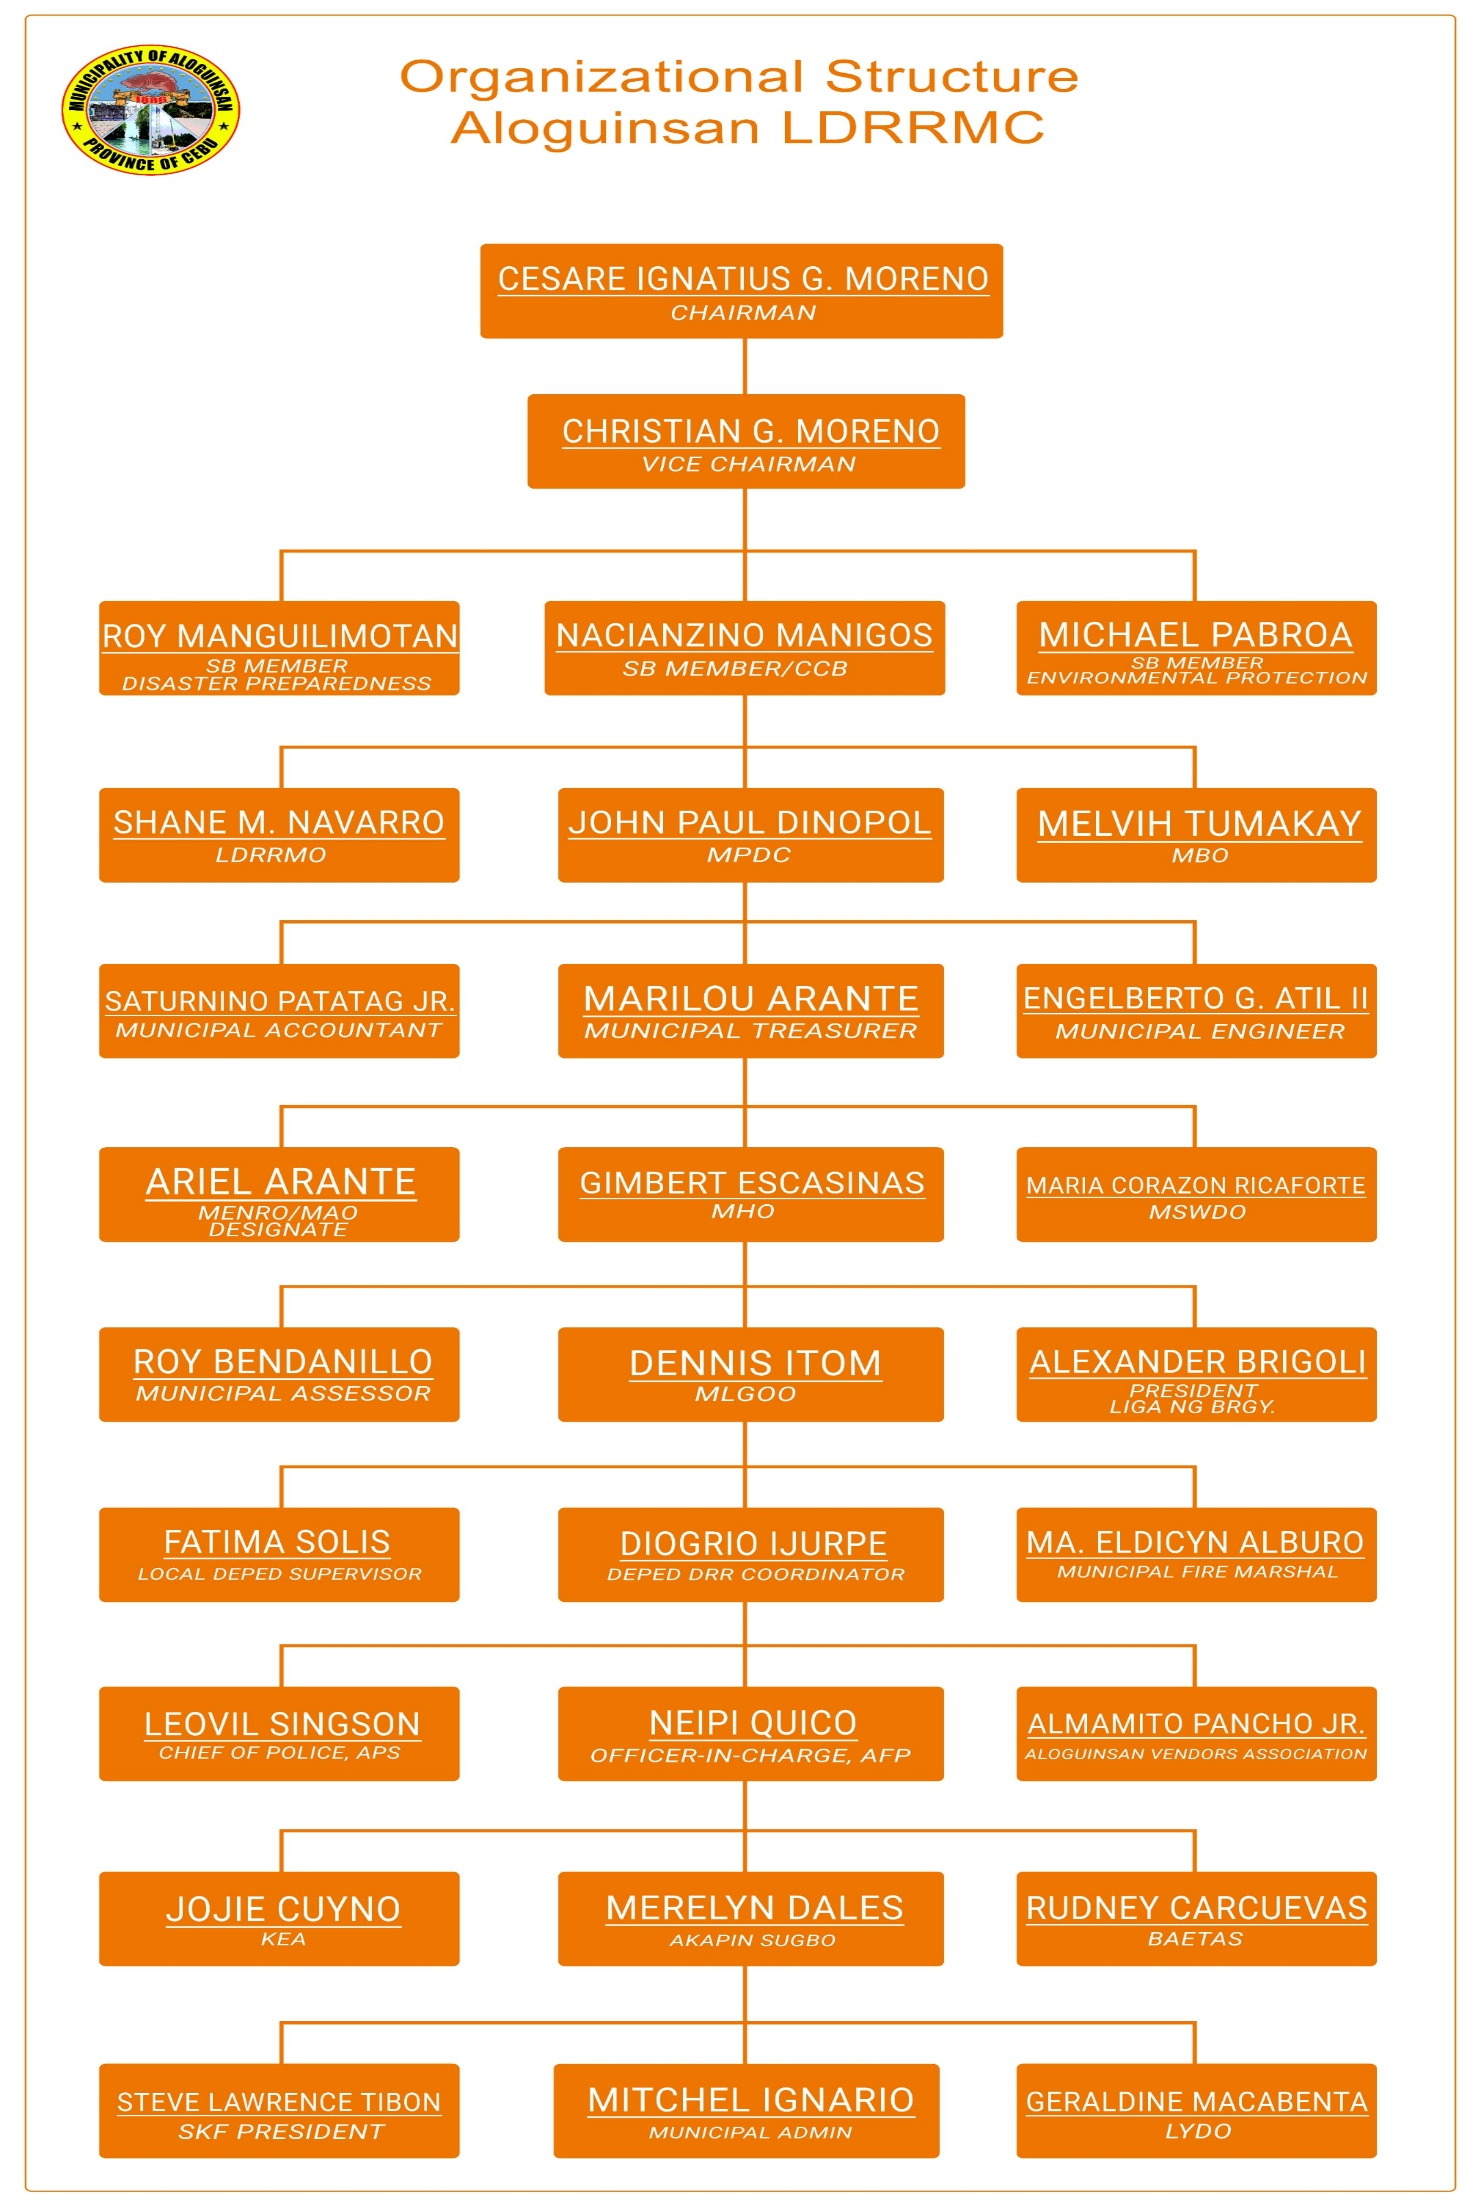 MUNICIPALITY OF ALOGUINSAN
1886
PROVINCE OF CEBU
Organizational Structure
Aloguinsan LDRRMC
CESARE IGNATIUS G. MORENO
CHAIRMAN
CHRISTIAN G. MORENO
VICE CHAIRMAN
ROY MANGUILIMOTAN
SB MEMBER
DISASTER PREPAREDNESS
NACIANZINO MANIGOS
SB MEMBER/CCB
MICHAEL PABROA
SB MEMBER
ENVIRONMENTAL PROTECTION
SHANE M. NAVARRO
LDRRMO
JOHN PAUL DINOPOL
MPDC
MELVIH TUMAKAY
MBO
SATURNINO PATATAG JR.
MUNICIPAL ACCOUNTANT
MARILOU ARANTE
MUNICIPAL TREASURER
ENGELBERTO G. ATIL II
MUNICIPAL ENGINEER
ARIEL ARANTE
MENRO/MAO
DESIGNATE
GIMBERT ESCASINAS
MHO
MARIA CORAZON RICAFORTE
MSWDO
ROY BENDANILLO
MUNICIPAL ASSESSOR
DENNIS ITOM
MLGOO
ALEXANDER BRIGOLI
PRESIDENT
LIGA NG BRGY.
FATIMA SOLIS
LOCAL DEPED SUPERVISOR
DIOGRIO IJURPE
DEPED DRR COORDINATOR
MA. ELDICYN ALBURO
MUNICIPAL FIRE MARSHAL
LEOVIL SINGSON
CHIEF OF POLICE, APS
NEIPI QUICO
OFFICER-IN-CHARGE, AFP
ALMAMITO PANCHO JR.
ALOGUINSAN VENDORS ASSOCIATION
JOJIE CUYNO
KEA
MERELYN DALES
AKAPIN SUGBO
RUDNEY CARCUEVAS
BAETAS
STEVE LAWRENCE TIBON
SKF PRESIDENT
MITCHEL IGNARIO
MUNICIPAL ADMIN
GERALDINE MACABENTA
LYDO